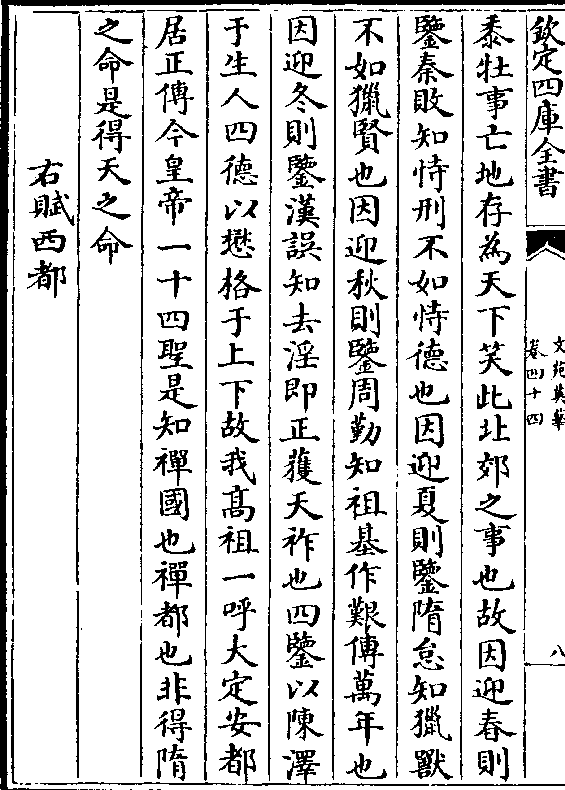 欽定四庫全書
文苑英華
卷四十四
八
黍牡事亡地存為天下笑此北郊之事也故因迎春則
鑒秦敗知恃刑不如恃德也因迎夏則鑒隋怠知獵獸
不如獵賢也因迎秋則鑒周勤知祖基作艱傳萬年也
因迎冬則鑒漢誤知去淫即正獲天祚也四鑒以陳澤
于生人四德以懋格于上下故我髙祖一呼大定安都
居正傳今皇帝一十四聖是知禪國也禪都也非得隋
之命是得天之命
右賦西都